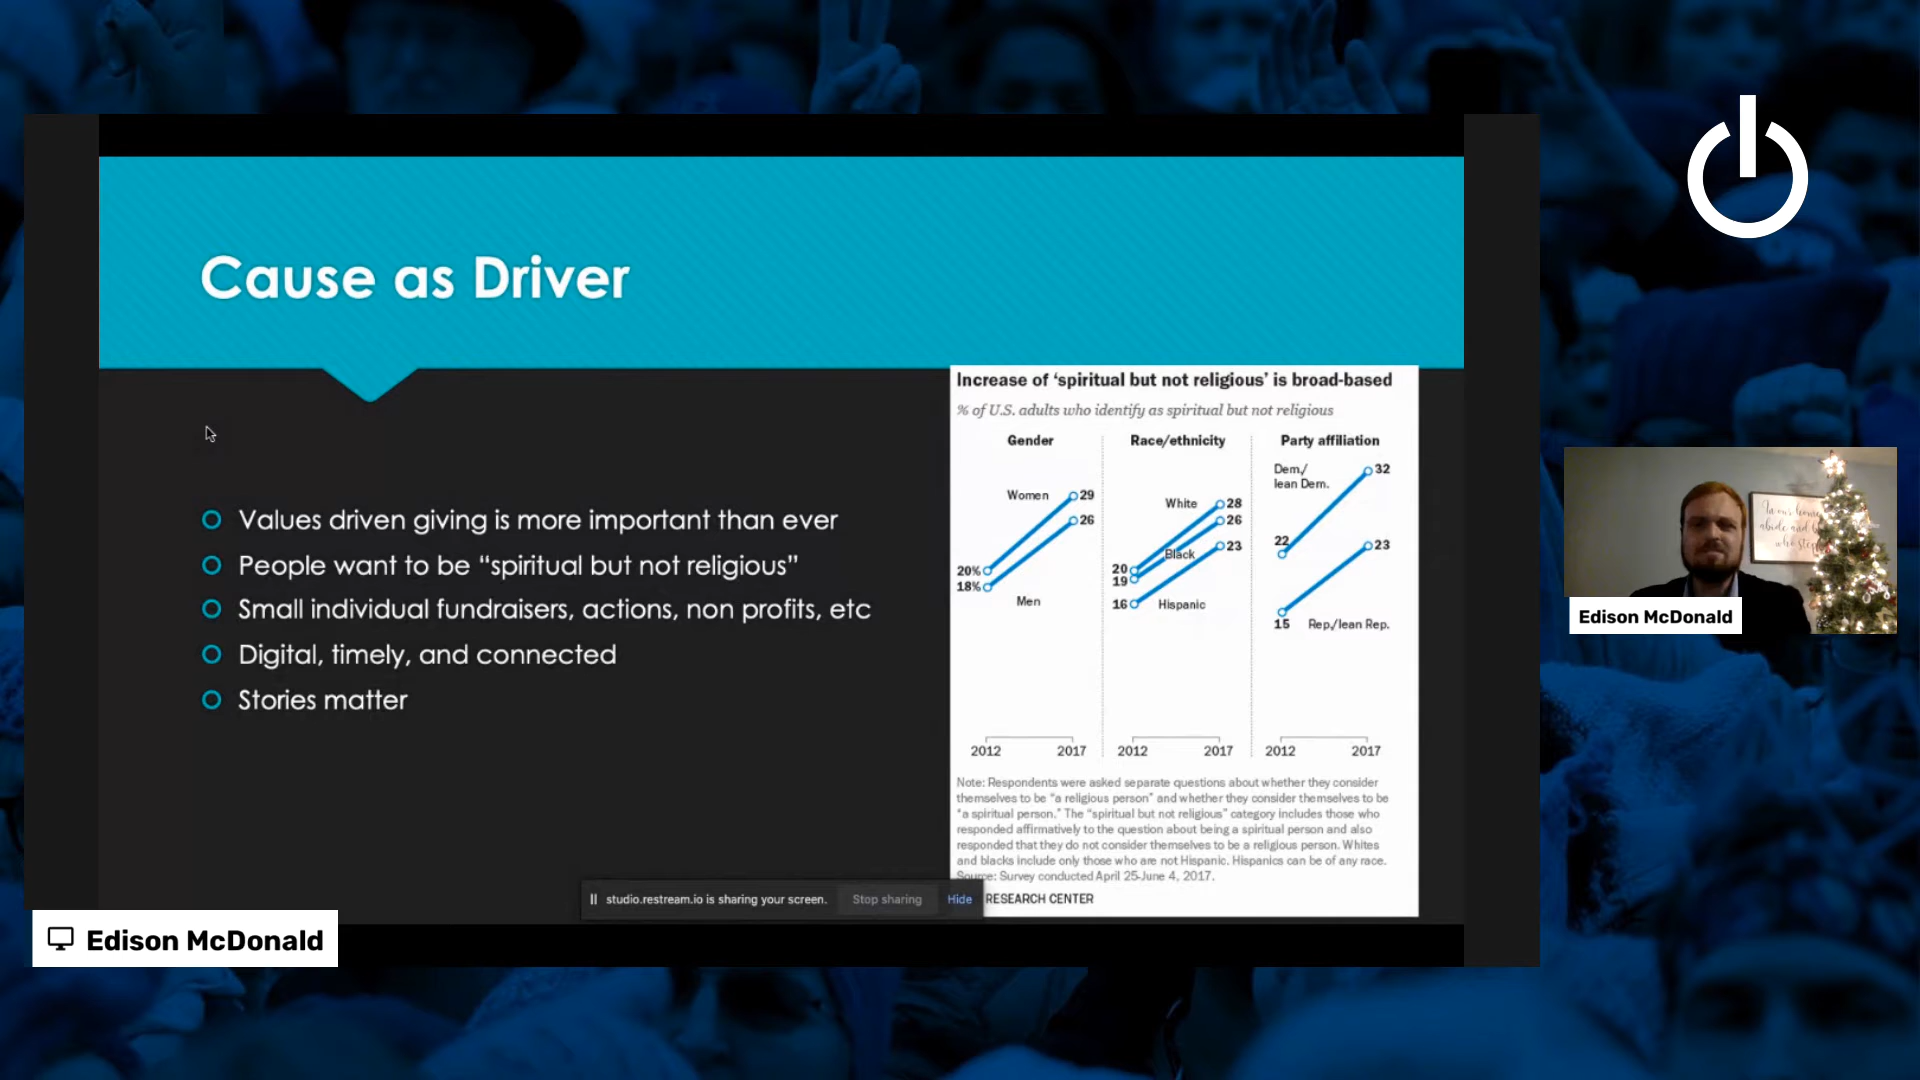 Cause as Driver
Values driven giving is more important than ever
People want to be “spiritual but not religious”
Small individual fundraisers, actions, non profits, etc
Digital, timely, and connected
Stories matter
Increase of ‘spiritual but not religious’ is broad-based
% of U.S. adults who identify as spiritual but not religious
Gender
Women
29
26
20%
18%
Men
2012
2017
Race/ethnicity
White
28
26
Black
23
20
19
16
Hispanic
2012
2017
Party affiliation
Dem./
lean Dem.
32
22
23
15
Rep./lean Rep.
2012
2017
Note: Respondents were asked separate questions about whether they consider
themselves to be “a religious person” and whether they consider themselves to be
“a spiritual person.” The “spiritual but not religious” category includes those who
responded affirmatively to the question about being a spiritual person and also
responded that they do not consider themselves to be a religious person. Whites
and blacks include only those who are not Hispanic. Hispanics can be of any race.
Source: Survey conducted April 25-June 4, 2017.
RESEARCH CENTER
studio.restream.io is sharing your screen.
Stop sharing
Hide
Edison McDonald
In our home
abide and
who step
Edison McDonald